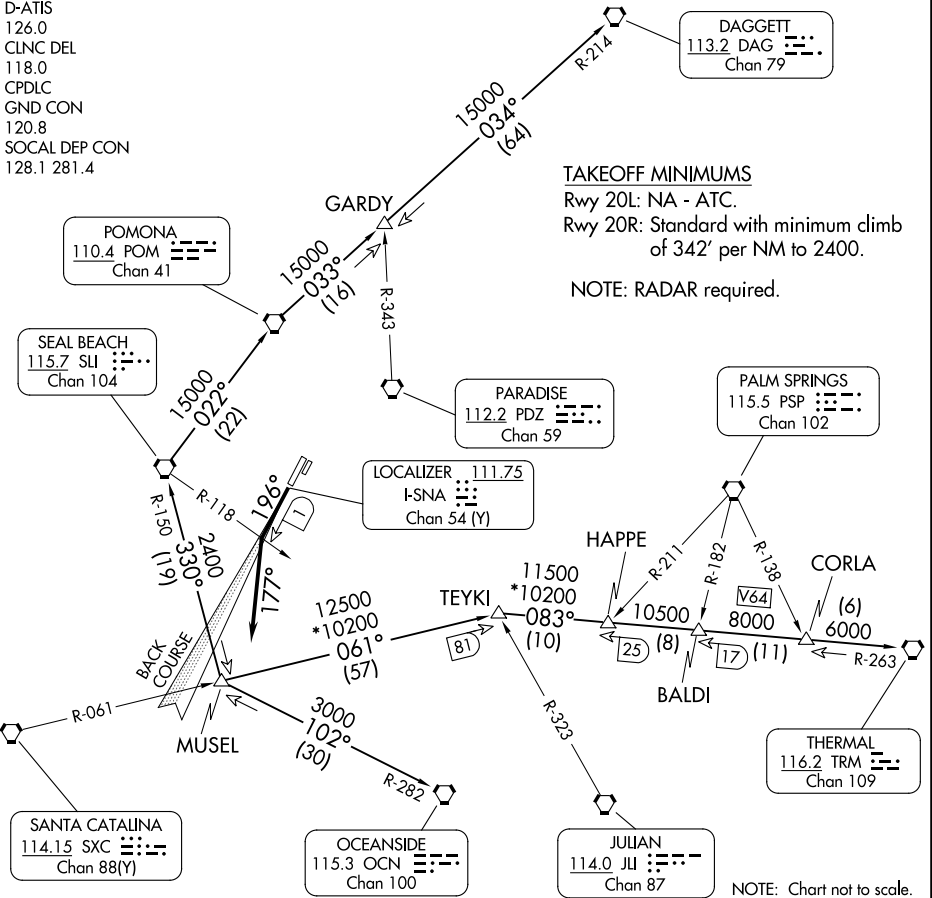 D-ATIS
126.0
CLNC DEL
118.0
CPDLC
GND CON
120.8
SOCAL DEP CON
128.1 281.4
DAGGETT
113.2 DAG
Chan 79
R-214
15000
034°
(64)
TAKEOFF MINIMUMS
Rwy 20L: NA - ATC.
Rwy 20R: Standard with minimum climb
of 342' per NM to 2400.
NOTE: RADAR required.
GARDY
POMONA
110.4 POM
Chan 41
15000
033°
(16)
R-343
SEAL BEACH
115.7 SLI
Chan 104
15000
022°
(22)
PARADISE
112.2 PDZ
Chan 59
PALM SPRINGS
115.5 PSP
Chan 102
LOCALIZER 111.75
I-SNA
Chan 54 (Y)
R-118
196°
1
R-150
2400
330°
(19)
177°
BACK
COURSE
HAPPE
R-211
R-182
R-138
CORLA
TEYKI
11500
*10200
083°
(10)
10500
(8)
V64
8000
(11)
(6)
6000
R-263
81
25
17
BALDI
12500
*10200
061°
(57)
R-061
MUSEL
3000
102°
(30)
R-282
R-323
THERMAL
116.2 TRM
Chan 109
SANTA CATALINA
114.15 SXC
Chan 88(Y)
OCEANSIDE
115.3 OCN
Chan 100
JULIAN
114.0 JLI
Chan 87
NOTE: Chart not to scale.